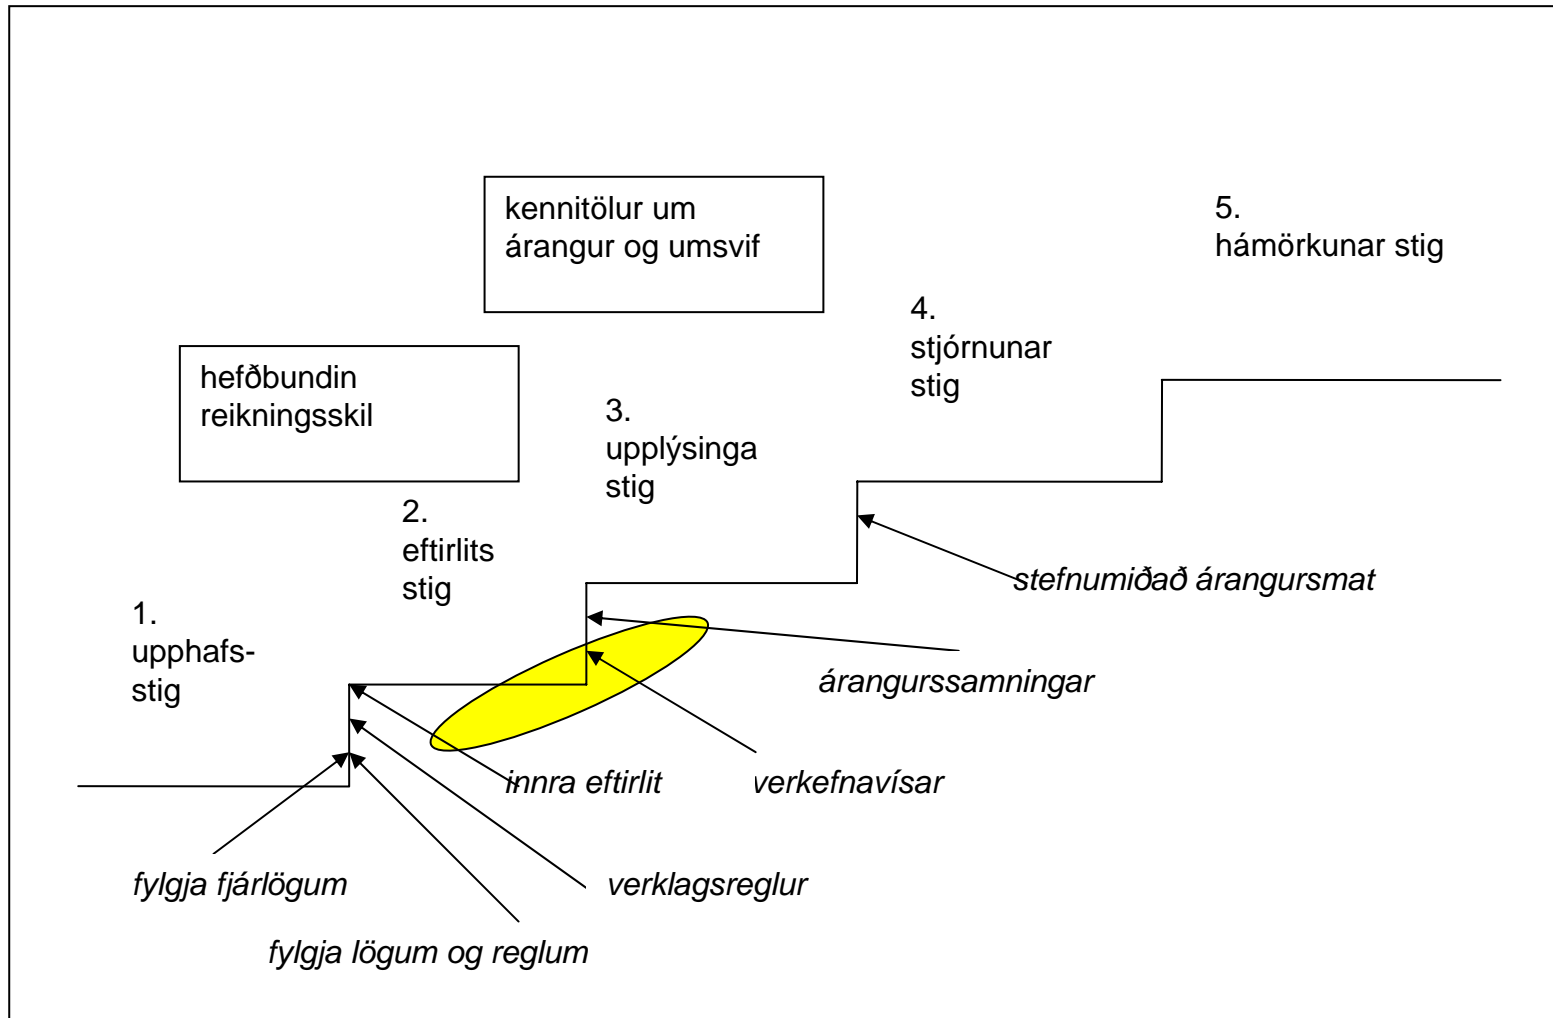 kennitölur um
árangur og umsvif
5.
hámörkunar stig
4.
stjórnunar
stig
hefðbundin
reikningsskil
3.
upplýsinga
stig
2.
eftirlits
stig
1.
upphafs-
stig
stefnumiðað árangursmat
árangurssamningar
innra eftirlit
verkefnavísar
fylgja fjárlögum
verklagsreglur
fylgja lögum og reglum